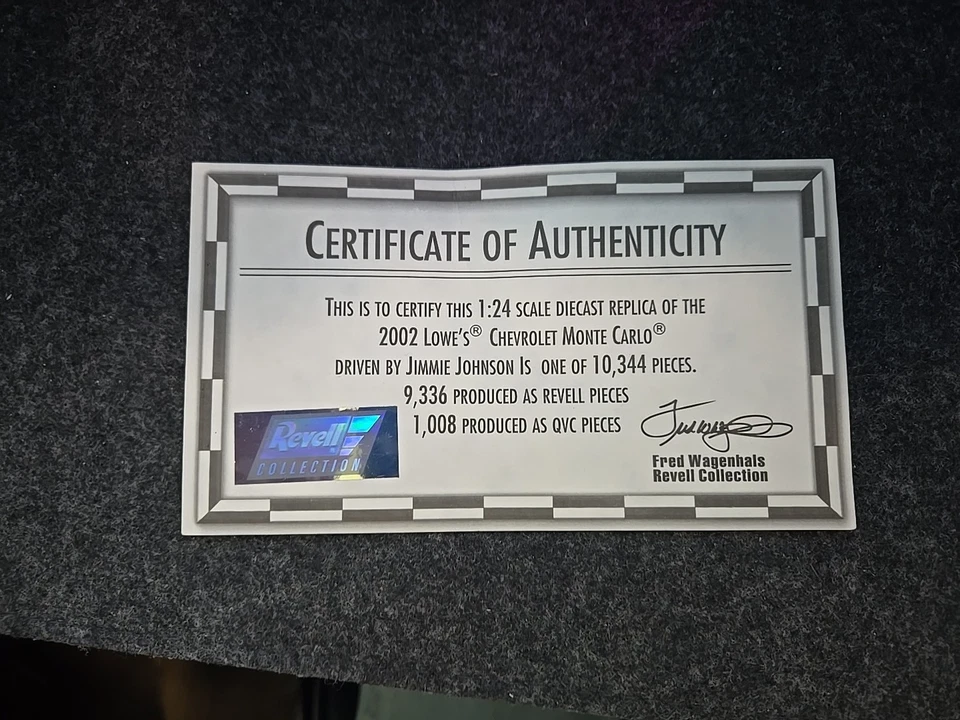 CERTIFICATE OF AUTHENTICITY
THIS IS TO CERTIFY THIS 1:24 SCALE DIECAST REPLICA OF THE
2002 LOWE'S® CHEVROLET MONTE CARLO®
DRIVEN BY JIMMIE JOHNSON IS ONE OF 10,344 PIECES.
9,336 PRODUCED AS REVELL PIECES
1,008 PRODUCED AS QVC PIECES
Revell
COLLECTION
Fred Wagenhals
Revell Collection